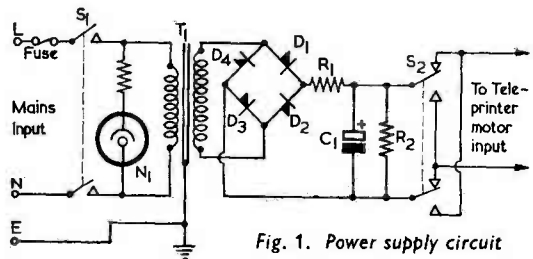 L
Fuse
S1
T1
D4
D1
D3
D2
R1
S2
Mains
Input
N1
C1
+
R2
To Tele-
printer
motor
input
N
E
Fig. 1. Power supply circuit